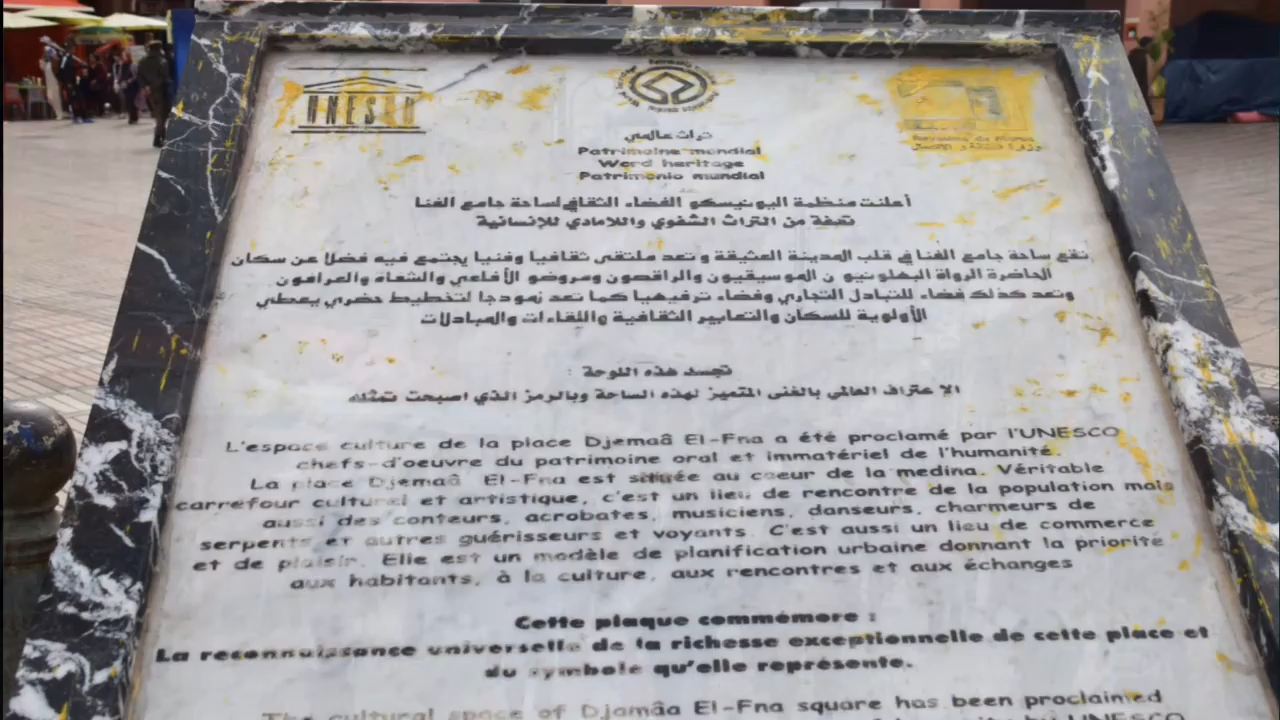 UNESCO
تراث عالمي
Patrimoine mondial
Word heritage
Patrimonio mundial
أعلنت منظمة اليونيسكو الفضاء الثقافي لساحة جامع الفنا
تحفة من التراث الشفوي واللامادي للإنسانية
تقع ساحة جامع الفنا في قلب المدينة العتيقة و تعد ملتقى ثقافيا وفنيا يجتمع فيه فضلا عن سكان
الحاضرة الرواة البهلونيو ن الموسيقيون والراقصون ومروضو الأفاعي والشفاة والعرافون
وتعد كذلك فضاء للتبادل التجاري وفضاء ترفيهيا كما تعد نمودجا لتخطيط حضري يعطي
الأولوية للسكان والتعابير الثقافية واللقاءات والمبادلات
تجسد هذه اللوحة :
الإ عتراف العالمي بالغنى المتميز لهذه الساحة وبالرمز الذي اصبحت تمثله
L'espace culture de la place Djemaâ El-Fna a été proclamé par l'UNESCO
chefs-d'oeuvre du patrimoine oral et immatériel de l'humanité.
La place Djemaâ El-Fna est située au coeur de la medina. Véritable
carrefour culturel et artistique, c'est un lieu de rencontre de la population mais
aussi des conteurs, acrobates, musiciens, danseurs, charmeurs de
serpents et autres guérisseurs et voyants. C'est aussi un lieu de commerce
et de plaisir. Elle est un modèle de planification urbaine donnant la priorité
aux habitants, à la culture, aux rencontres et aux échanges
Cette plaque commémore :
La reconnaissance universelle de la richesse exceptionnelle de cette place et
du symbole qu'elle représente.
The cultural space of Djamâa El-Fna square has been proclaimed
by UNESCO